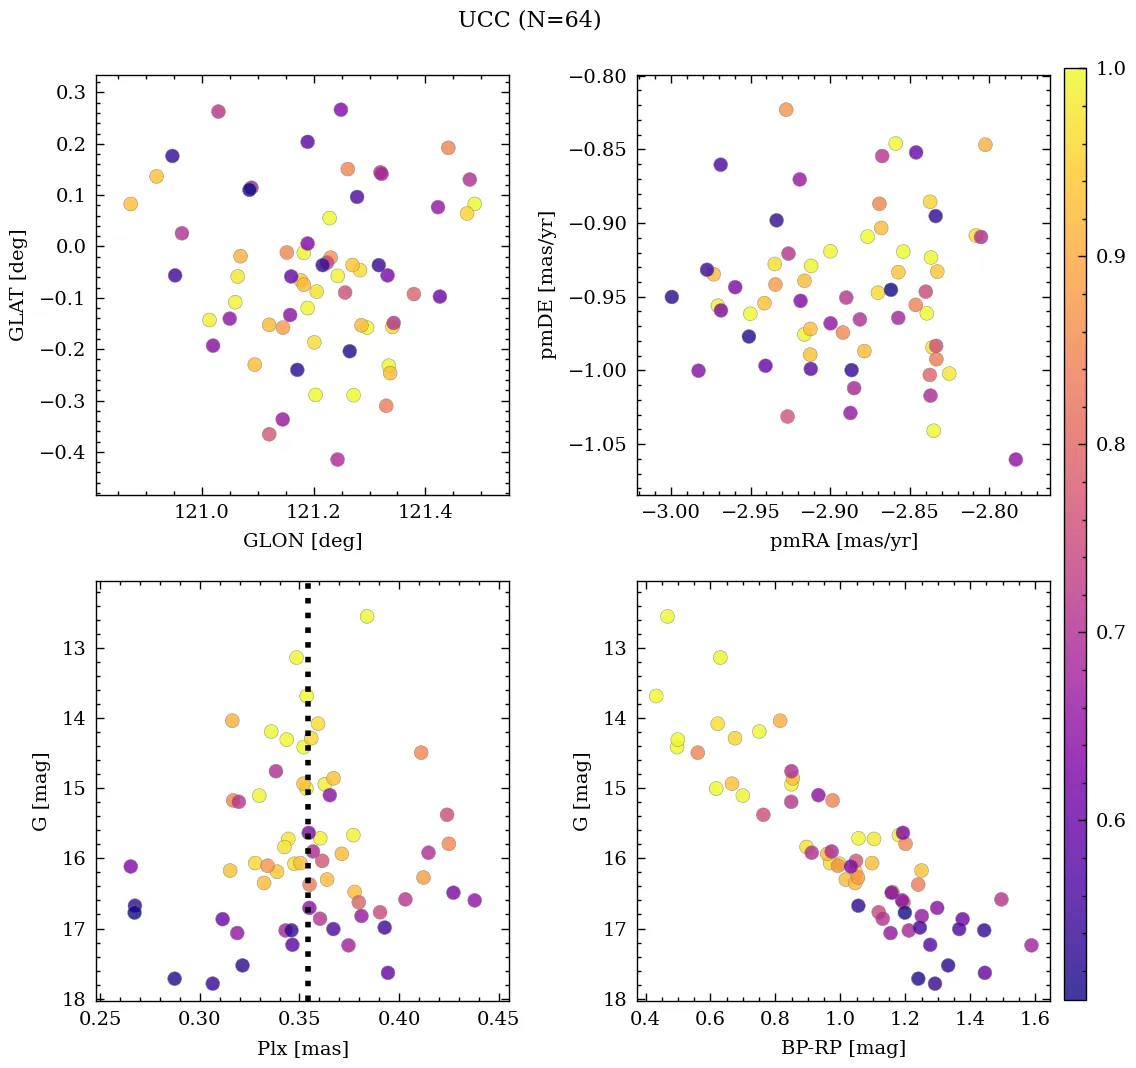 UCC (N=64)
0.3
0.2
0.1
0.0
−0.1
−0.2
−0.3
−0.4
GLAT [deg]
121.0 121.2 121.4
GLON [deg]
−0.80
−0.85
−0.90
−0.95
−1.00
−1.05
pmDE [mas/yr]
−3.00 −2.95 −2.90 −2.85 −2.80
pmRA [mas/yr]
13
14
15
16
17
18
G [mag]
0.25 0.30 0.35 0.40 0.45
Plx [mas]
13
14
15
16
17
18
G [mag]
0.4 0.6 0.8 1.0 1.2 1.4 1.6
BP-RP [mag]
1.0
0.9
0.8
0.7
0.6